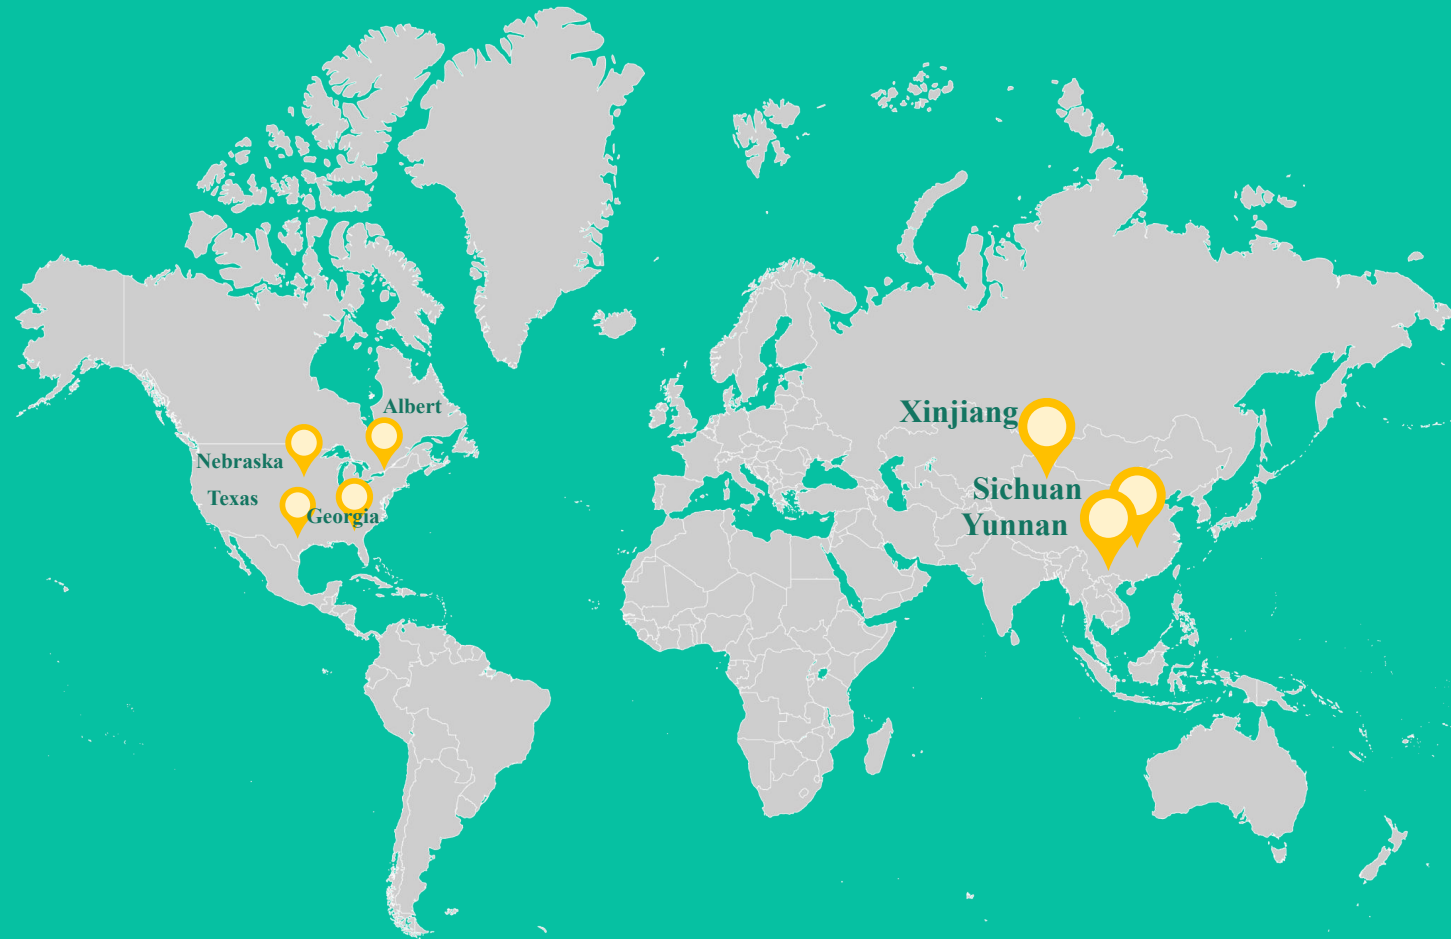 Albert
Xinjiang
Nebraska
Sichuan
Texas
Georgia
Yunnan